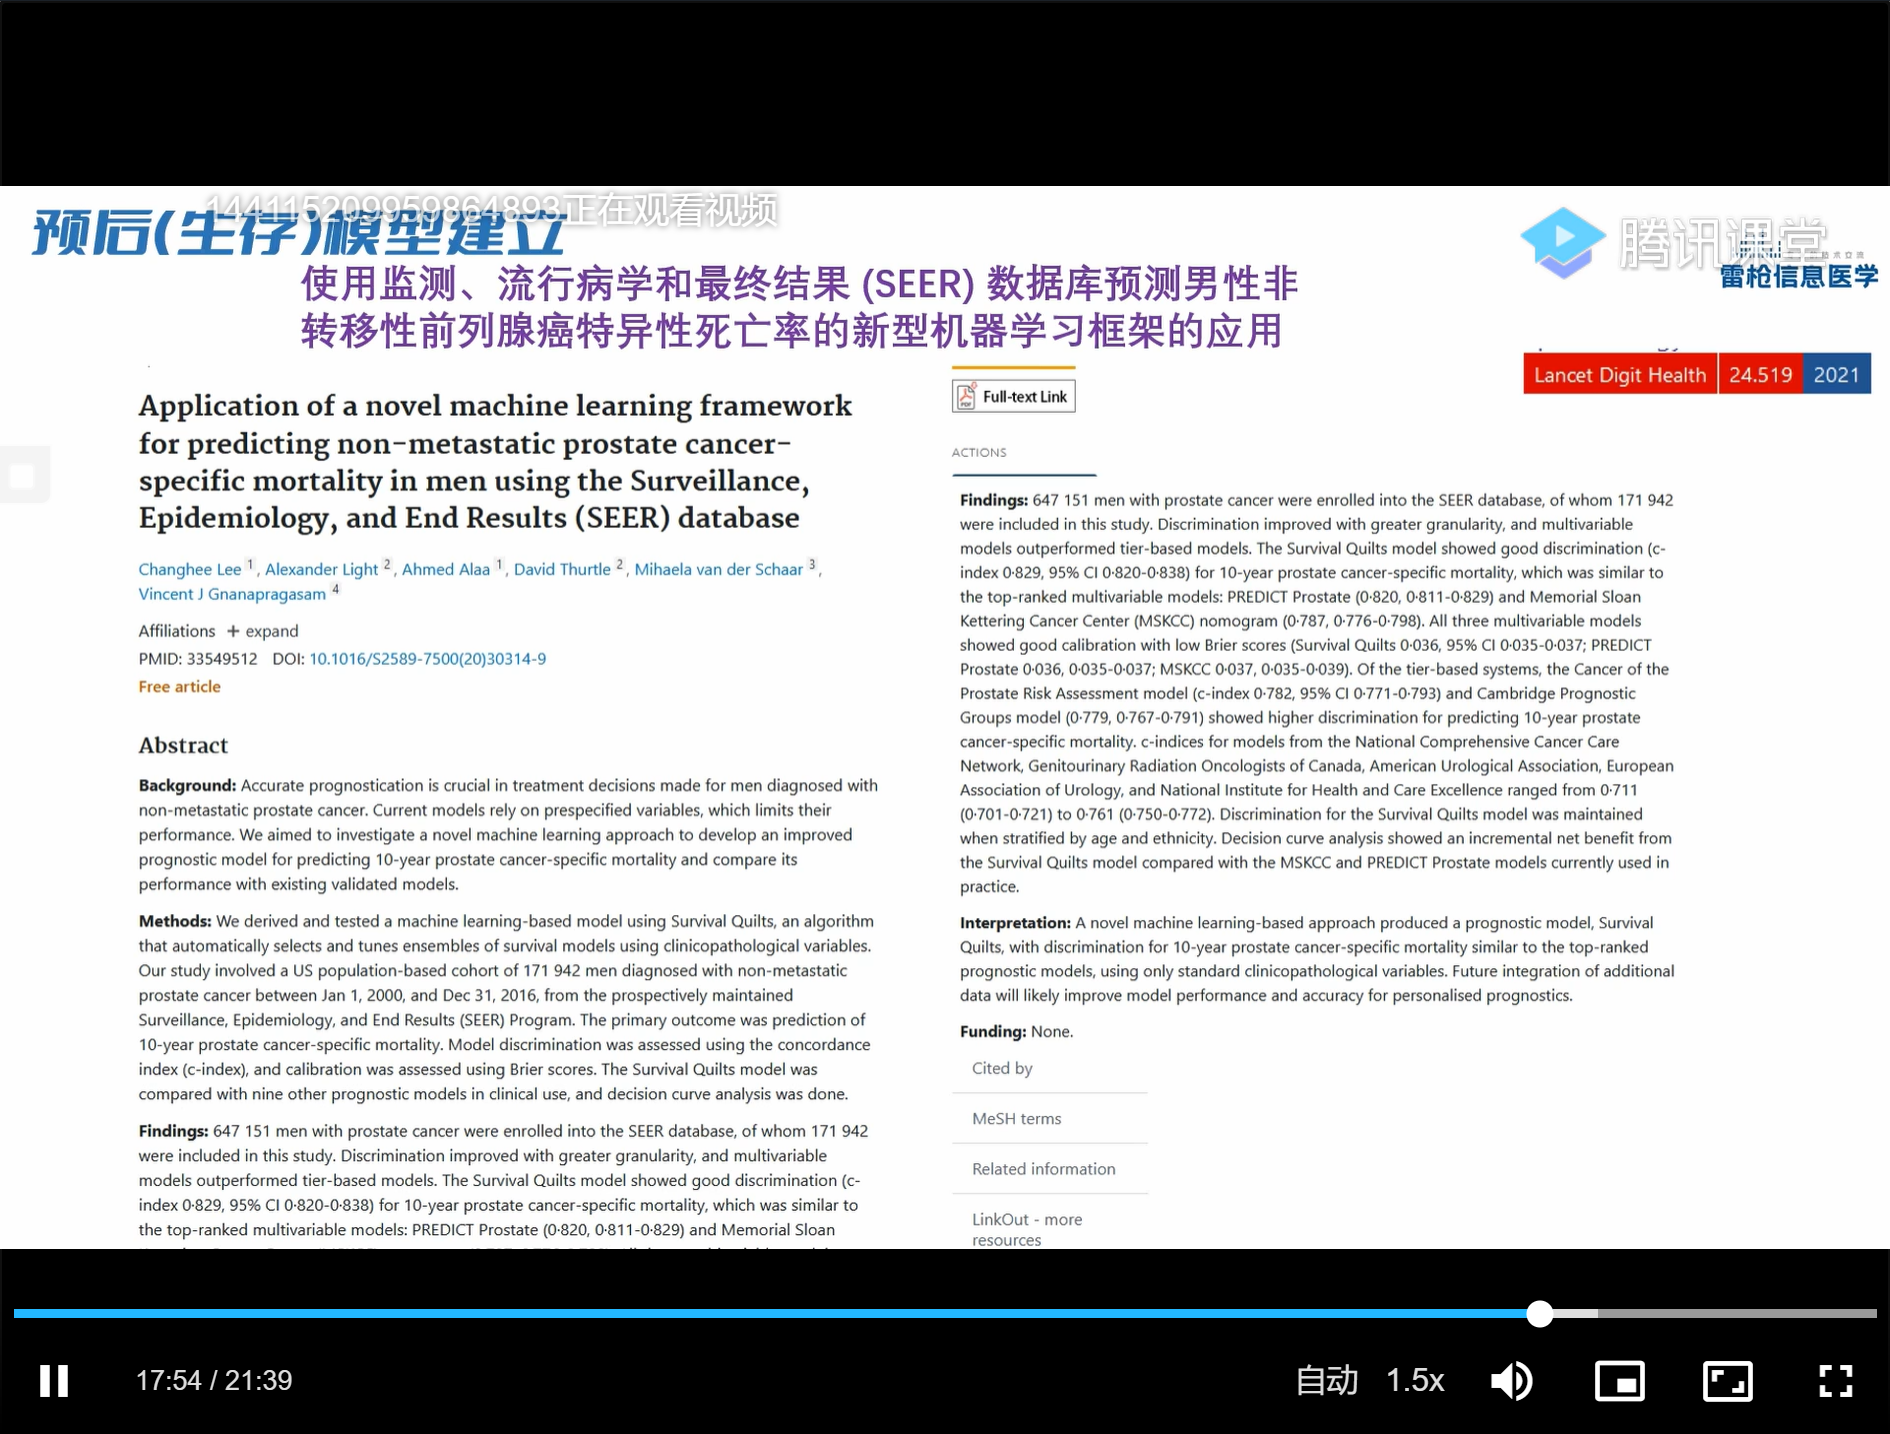 144115209959864893正在观看视频
预后(生存)模型建立
腾讯课堂
雷枪信息医学
使用监测、流行病学和最终结果 (SEER) 数据库预测男性非
转移性前列腺癌特异性死亡率的新型机器学习框架的应用
Lancet Digit Health 24.519 2021
Application of a novel machine learning framework
for predicting non-metastatic prostate cancer-
specific mortality in men using the Surveillance,
Epidemiology, and End Results (SEER) database
Changhee Lee 1, Alexander Light 2, Ahmed Alaa 1, David Thurtle 2, Mihaela van der Schaar 3,
Vincent J Gnanapragasam 4
Affiliations + expand
PMID: 33549512 DOI: 10.1016/S2589-7500(20)30314-9
Free article
Abstract
Background: Accurate prognostication is crucial in treatment decisions made for men diagnosed with
non-metastatic prostate cancer. Current models rely on prespecified variables, which limits their
performance. We aimed to investigate a novel machine learning approach to develop an improved
prognostic model for predicting 10-year prostate cancer-specific mortality and compare its
performance with existing validated models.
Methods: We derived and tested a machine learning-based model using Survival Quilts, an algorithm
that automatically selects and tunes ensembles of survival models using clinicopathological variables.
Our study involved a US population-based cohort of 171 942 men diagnosed with non-metastatic
prostate cancer between Jan 1, 2000, and Dec 31, 2016, from the prospectively maintained
Surveillance, Epidemiology, and End Results (SEER) Program. The primary outcome was prediction of
10-year prostate cancer-specific mortality. Model discrimination was assessed using the concordance
index (c-index), and calibration was assessed using Brier scores. The Survival Quilts model was
compared with nine other prognostic models in clinical use, and decision curve analysis was done.
Findings: 647 151 men with prostate cancer were enrolled into the SEER database, of whom 171 942
were included in this study. Discrimination improved with greater granularity, and multivariable
models outperformed tier-based models. The Survival Quilts model showed good discrimination (c-
index 0·829, 95% CI 0·820-0·838) for 10-year prostate cancer-specific mortality, which was similar to
the top-ranked multivariable models: PREDICT Prostate (0·820, 0·811-0·829) and Memorial Sloan
Full-text Link
ACTIONS
Findings: 647 151 men with prostate cancer were enrolled into the SEER database, of whom 171 942
were included in this study. Discrimination improved with greater granularity, and multivariable
models outperformed tier-based models. The Survival Quilts model showed good discrimination (c-
index 0·829, 95% CI 0·820-0·838) for 10-year prostate cancer-specific mortality, which was similar to
the top-ranked multivariable models: PREDICT Prostate (0·820, 0·811-0·829) and Memorial Sloan
Kettering Cancer Center (MSKCC) nomogram (0·787, 0·776-0·798). All three multivariable models
showed good calibration with low Brier scores (Survival Quilts 0·036, 95% CI 0·035-0·037; PREDICT
Prostate 0·036, 0·035-0·037; MSKCC 0·037, 0·035-0·039). Of the tier-based systems, the Cancer of the
Prostate Risk Assessment model (c-index 0·782, 95% CI 0·771-0·793) and Cambridge Prognostic
Groups model (0·779, 0·767-0·791) showed higher discrimination for predicting 10-year prostate
cancer-specific mortality. c-indices for models from the National Comprehensive Cancer Care
Network, Genitourinary Radiation Oncologists of Canada, American Urological Association, European
Association of Urology, and National Institute for Health and Care Excellence ranged from 0·711
(0·701-0·721) to 0·761 (0·750-0·772). Discrimination for the Survival Quilts model was maintained
when stratified by age and ethnicity. Decision curve analysis showed an incremental net benefit from
the Survival Quilts model compared with the MSKCC and PREDICT Prostate models currently used in
practice.
Interpretation: A novel machine learning-based approach produced a prognostic model, Survival
Quilts, with discrimination for 10-year prostate cancer-specific mortality similar to the top-ranked
prognostic models, using only standard clinicopathological variables. Future integration of additional
data will likely improve model performance and accuracy for personalised prognostics.
Funding: None.
Cited by
MeSH terms
Related information
LinkOut - more
resources
17:54 / 21:39
自动 1.5x